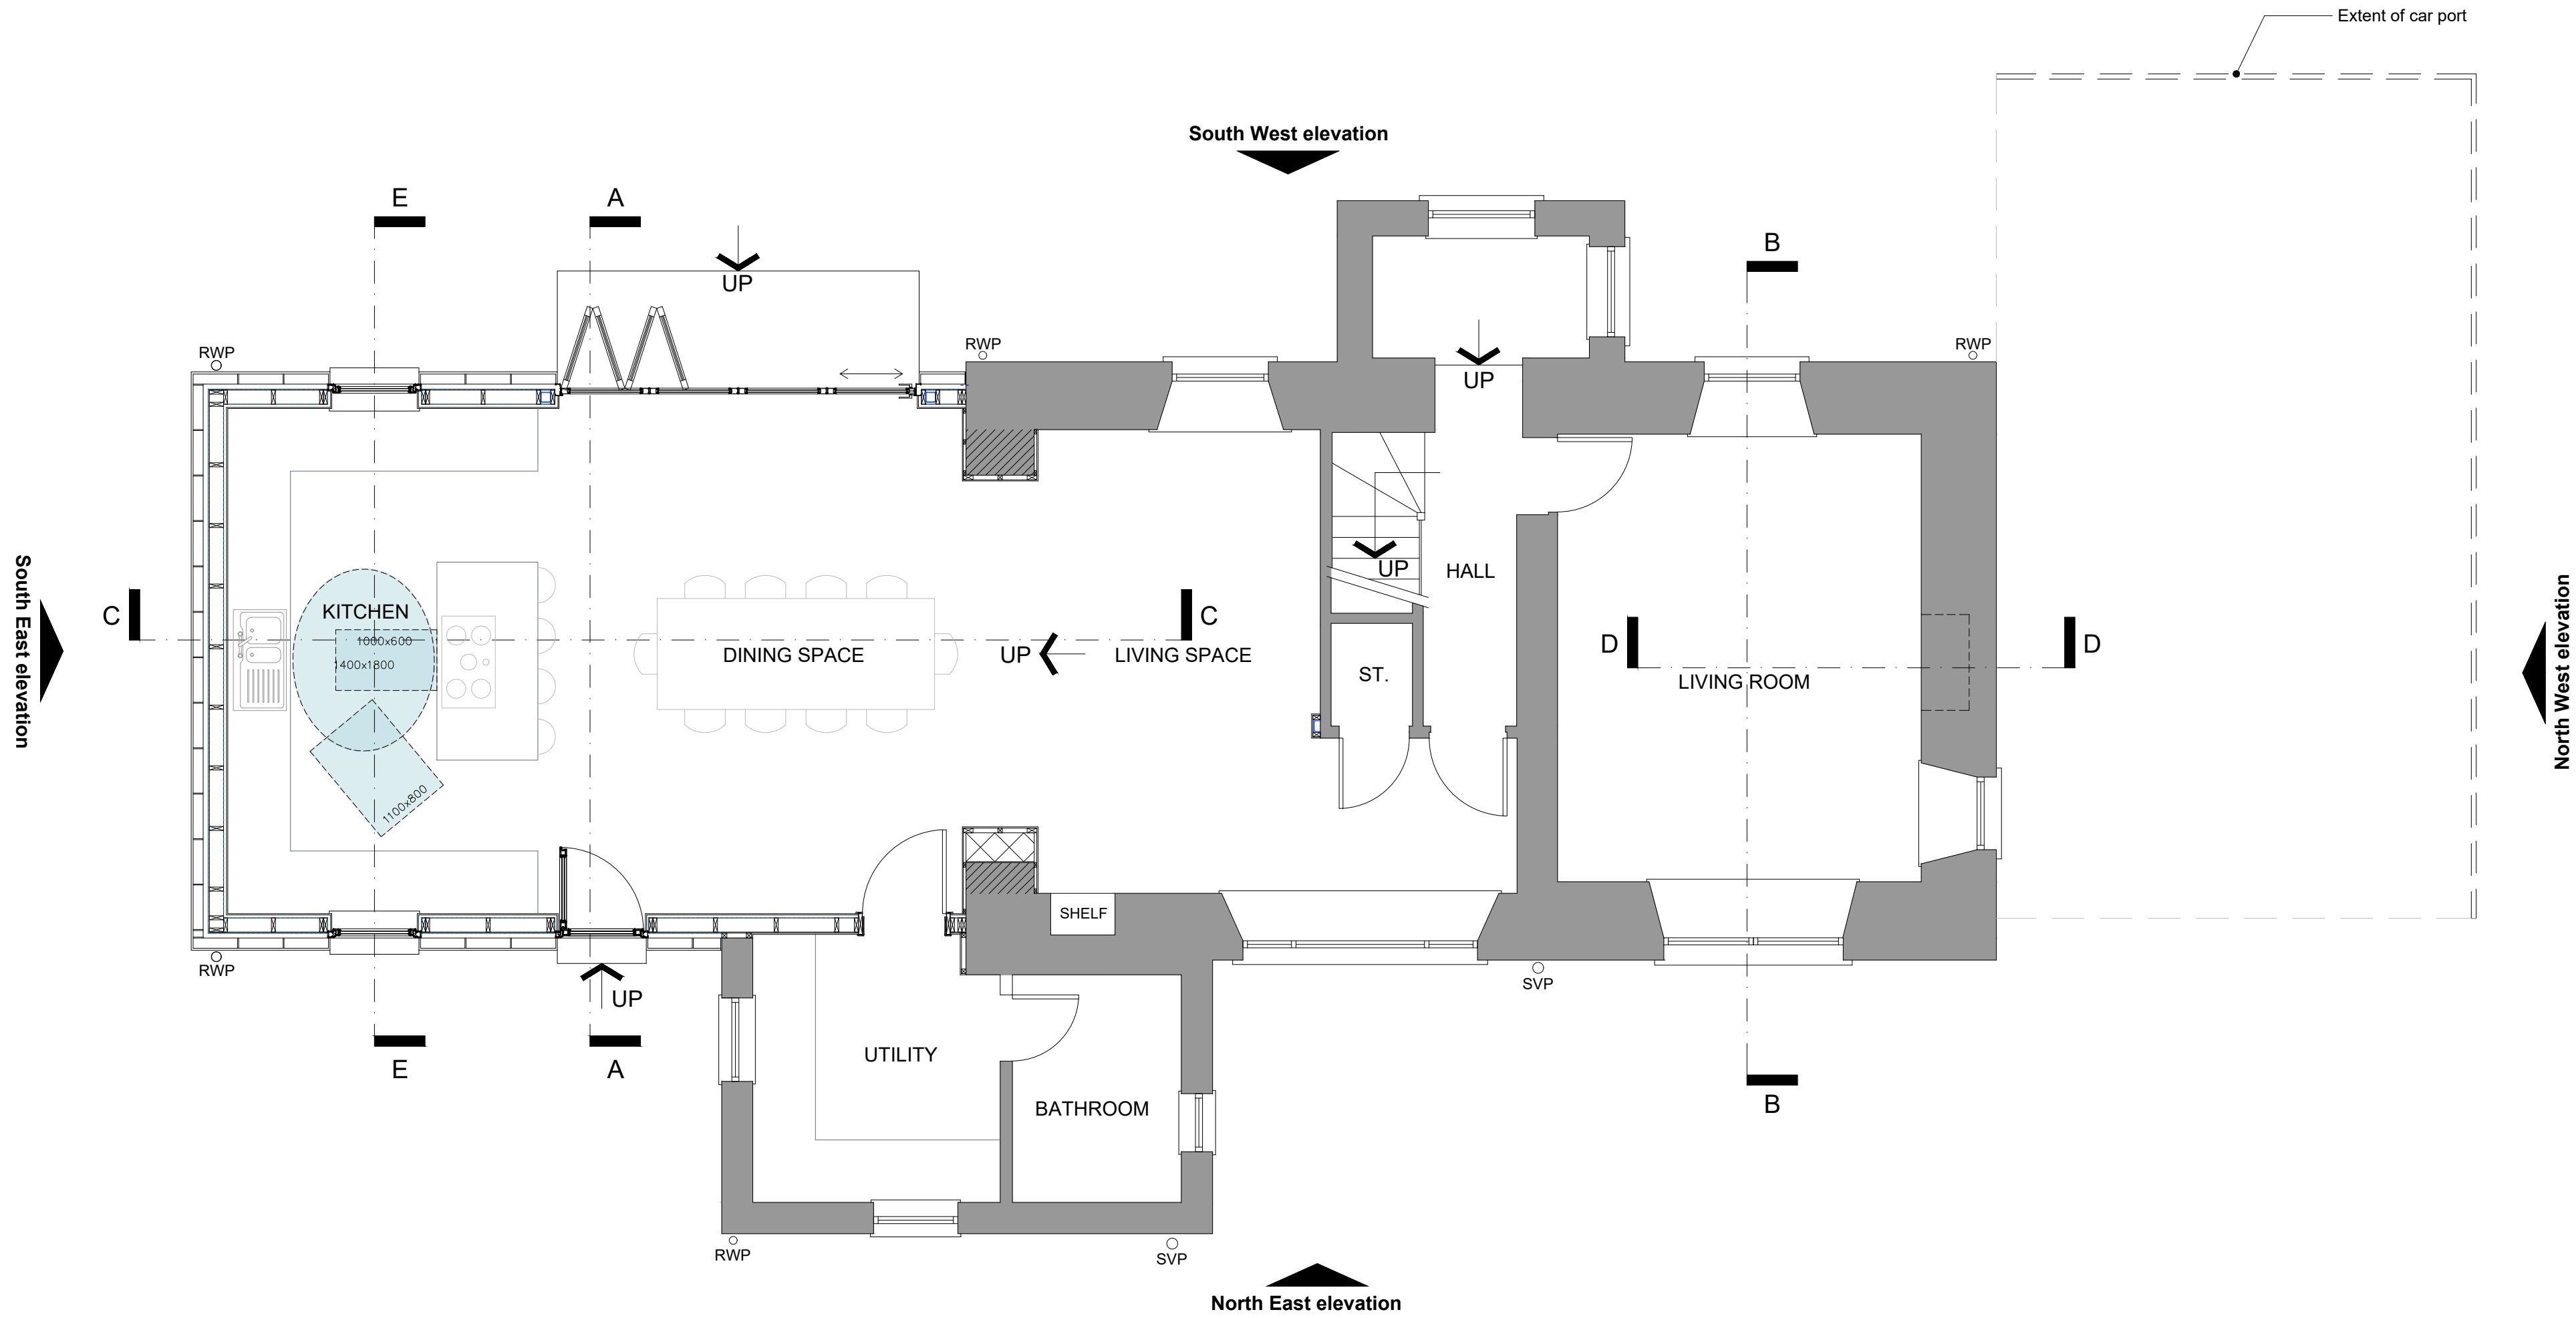 Extent of car port
South West elevation
E
A
B
UP
RWP
RWP
RWP
UP
UP
HALL
South East elevation
North West elevation
C
KITCHEN
1000x600
1400x1800
1100x800
DINING SPACE
UP
LIVING SPACE
C
ST.
D
LIVING ROOM
D
SHELF
RWP
SVP
UP
E
A
UTILITY
BATHROOM
B
RWP
SVP
North East elevation